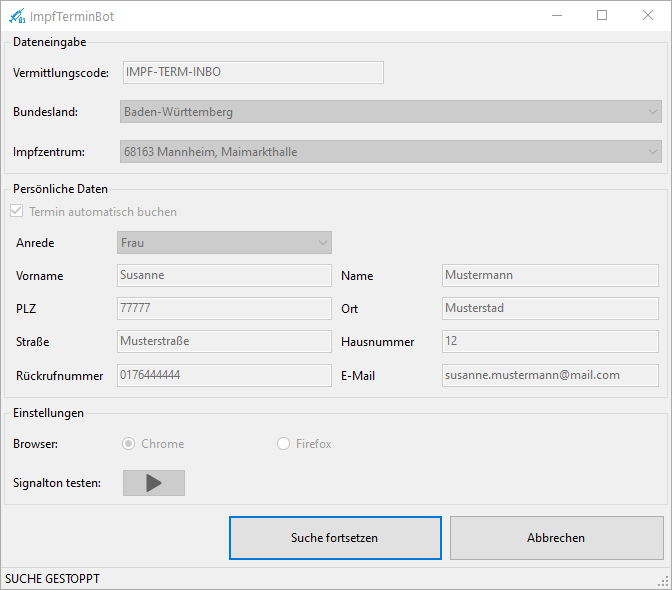 ImpfTerminBot
Dateneingabe
Vermittlungscode: IMPF-TERM-INBO
Bundesland: Baden-Württemberg
Impfzentrum: 68163 Mannheim, Maimarkthalle
Persönliche Daten
Termin automatisch buchen
Anrede Frau
Vorname Susanne Name Mustermann
PLZ 77777 Ort Musterstad
Straße Musterstraße Hausnummer 12
Rückrufnummer 0176444444 E-Mail susanne.mustermann@mail.com
Einstellungen
Browser: Chrome Firefox
Signalton testen:
Suche fortsetzen Abbrechen
SUCHE GESTOPPT